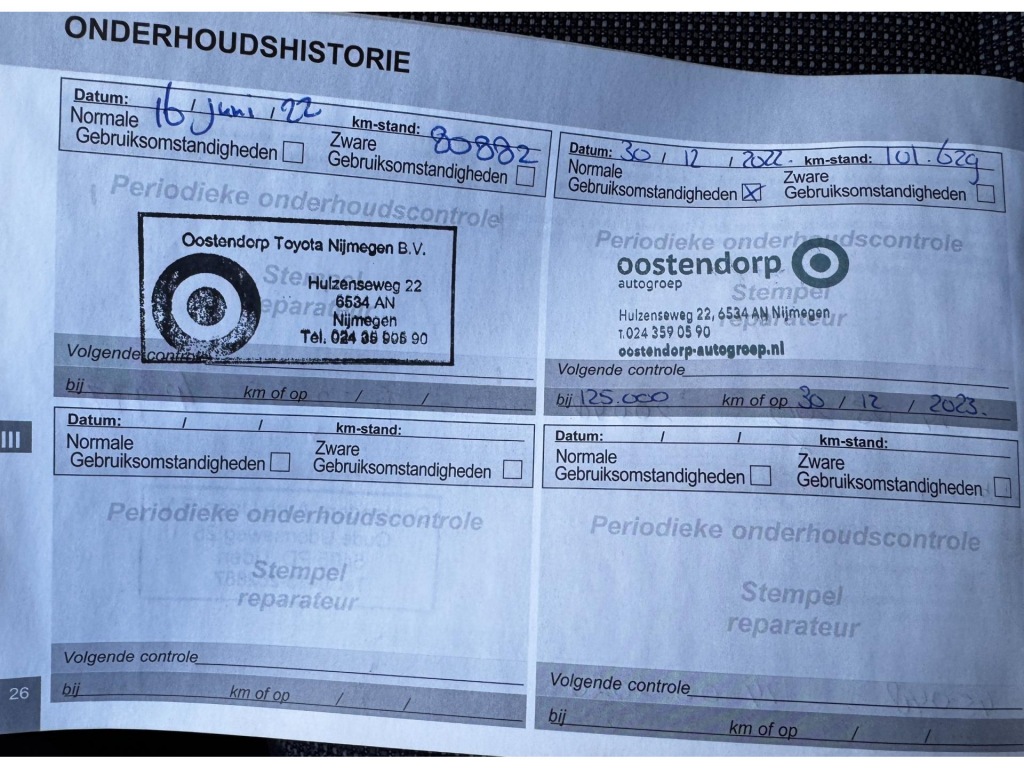 ONDERHOUDSHISTORIE
Datum: 16 / juni / 22 km-stand: 80882
Normale Gebruiksomstandigheden
Zware Gebruiksomstandigheden
Periodieke onderhoudscontrole
Stempel
reparateur
Oostendorp Toyota Nijmegen B.V.
Hulzenseweg 22
6534 AN
Nijmegen
Tel. 024 35 905 90
Volgende controle
bij km of op / /
Datum: 30 / 12 / 2022. km-stand: 101.629
Normale
Gebruiksomstandigheden ☒
Zware
Gebruiksomstandigheden
Periodieke onderhoudscontrole
Stempel
reparateur
oostendorp
autogroep
Hulzenseweg 22, 6534 AN Nijmegen
T.024 359 05 90
oostendorp-autogroep.nl
Volgende controle
bij 125.000 km of op 30 / 12 / 2023.
III
Datum: / / km-stand:
Normale
Gebruiksomstandigheden
Zware
Gebruiksomstandigheden
Periodieke onderhoudscontrole
Stempel
reparateur
Volgende controle
bij km of op / /
Datum: / / km-stand:
Normale
Gebruiksomstandigheden
Zware
Gebruiksomstandigheden
Periodieke onderhoudscontrole
Stempel
reparateur
Volgende controle
bij km of op / /
26